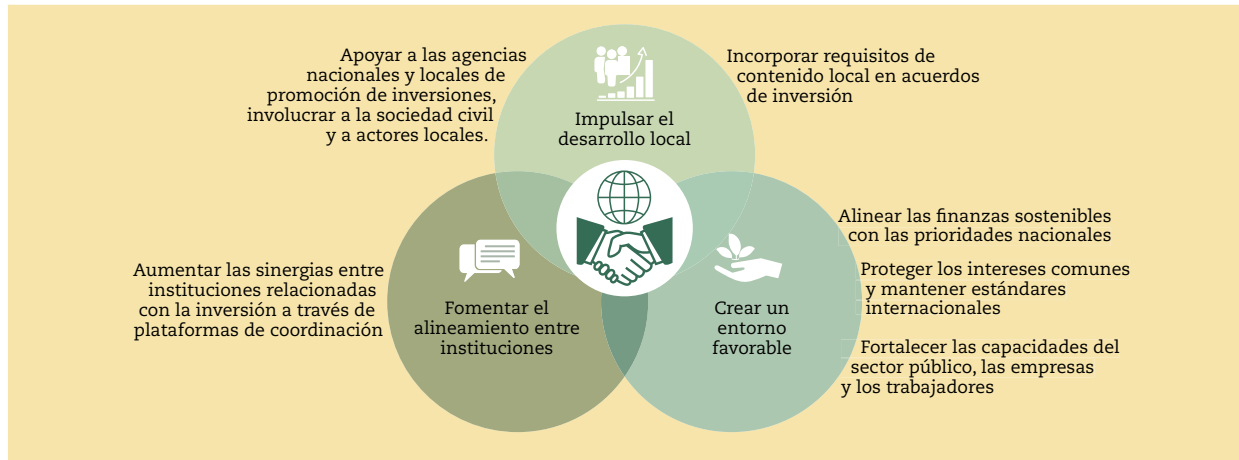 Apoyar a las agencias
nacionales y locales de
promoción de inversiones,
involucrar a la sociedad civil
y a actores locales.
Impulsar el
desarrollo local
Incorporar requisitos de
contenido local en acuerdos
de inversión
Aumentar las sinergias entre
instituciones relacionadas
con la inversión a través de
plataformas de coordinación
Fomentar el
alineamiento entre
instituciones
Crear un
entorno
favorable
Alinear las finanzas sostenibles
con las prioridades nacionales
Proteger los intereses comunes
y mantener estándares
internacionales
Fortalecer las capacidades del
sector público, las empresas
y los trabajadores